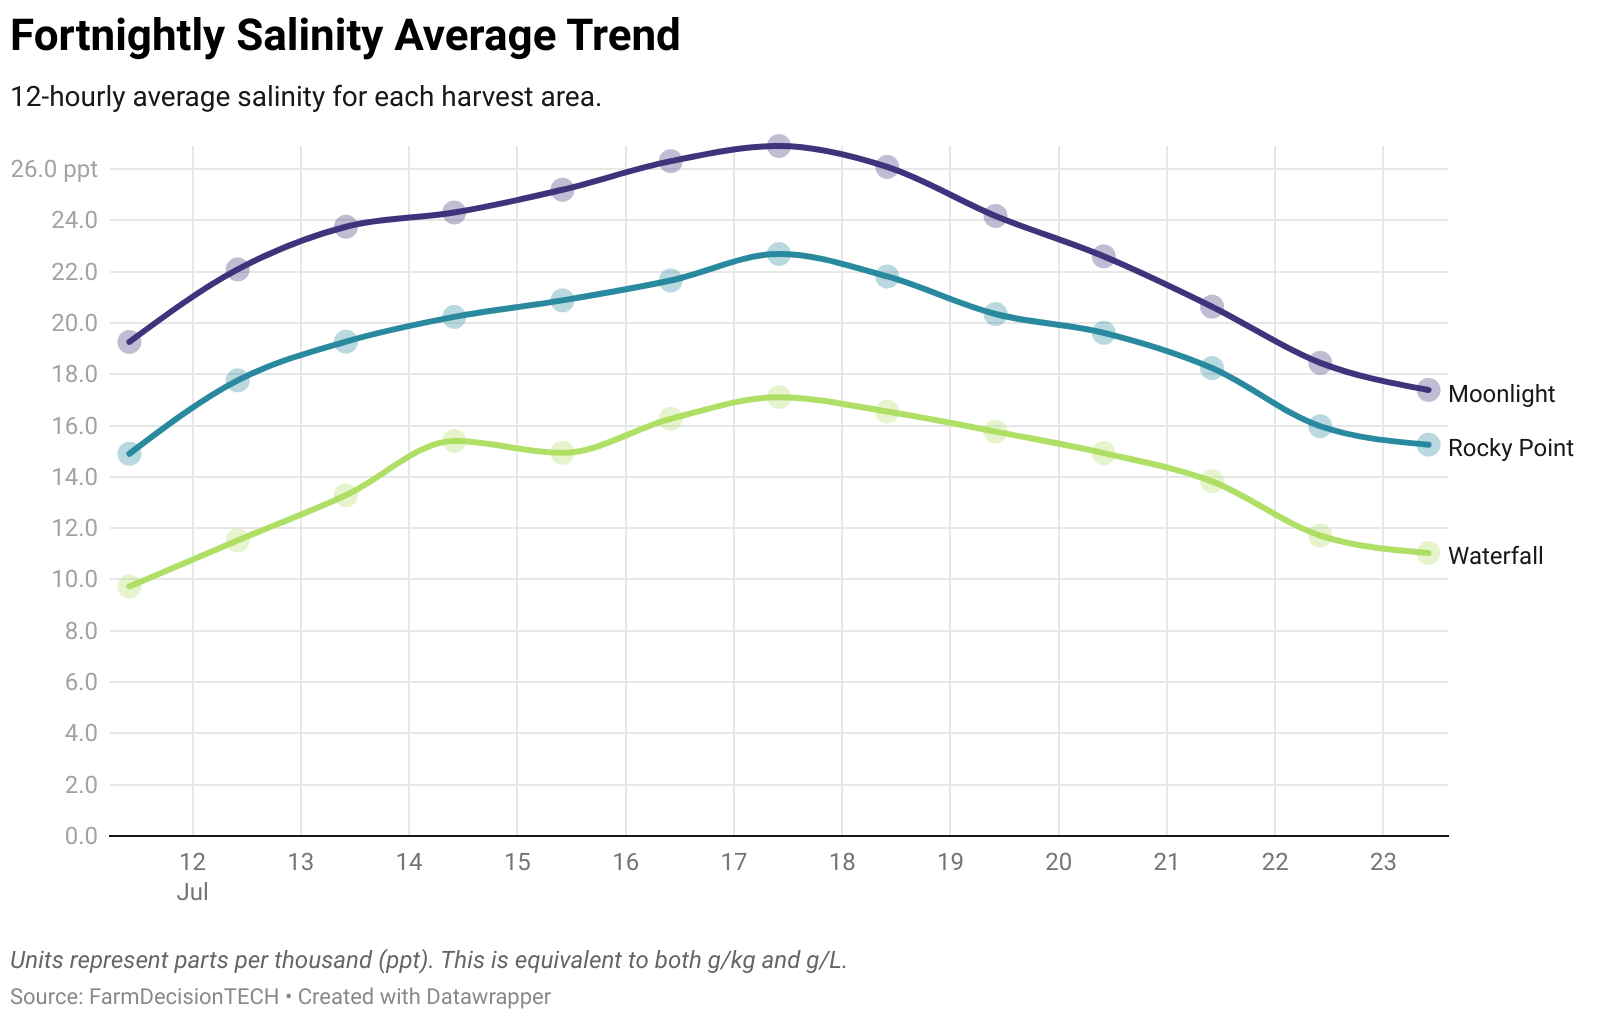 Fortnightly Salinity Average Trend
12-hourly average salinity for each harvest area.
26.0 ppt
24.0
22.0
20.0
18.0
16.0
14.0
12.0
10.0
8.0
6.0
4.0
2.0
0.0
Moonlight
Rocky Point
Waterfall
12 13 14 15 16 17 18 19 20 21 22 23
Jul
Units represent parts per thousand (ppt). This is equivalent to both g/kg and g/L.
Source: FarmDecisionTECH • Created with Datawrapper